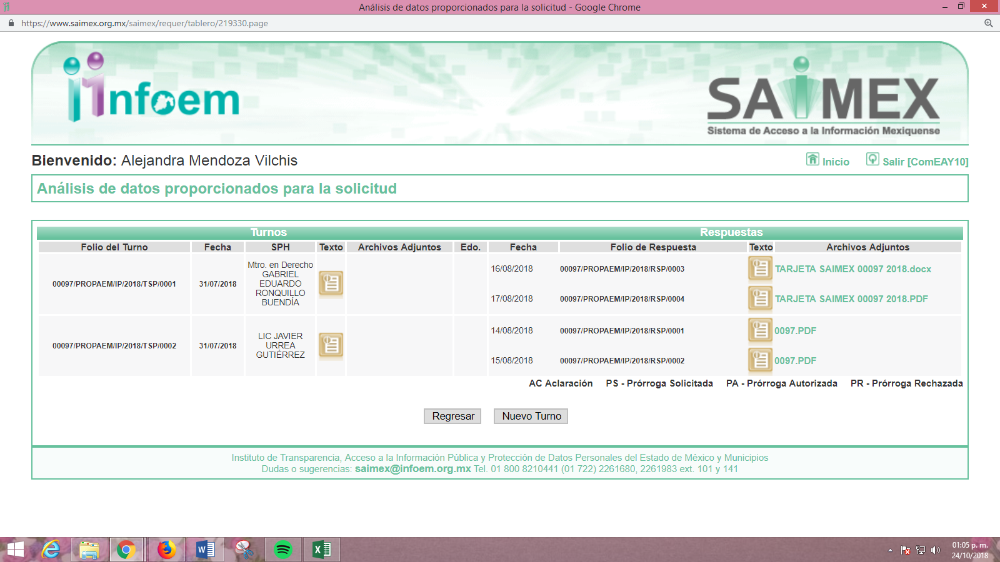 Análisis de datos proporcionados para la solicitud - Google Chrome
https://www.saimex.org.mx/saimex/requer/tablero/219330.page
infoem
SAIMEX
Sistema de Acceso a la Información Mexiquense
Bienvenido: Alejandra Mendoza Vilchis
Inicio Salir [ComEAY10]
Análisis de datos proporcionados para la solicitud
Turnos Respuestas
Folio del Turno Fecha SPH Texto Archivos Adjuntos Edo. Fecha Folio de Respuesta Texto Archivos Adjuntos
00097/PROPAEM/IP/2018/TSP/0001 31/07/2018
Mtro. en Derecho
GABRIEL
EDUARDO
RONQUILLO
BUENDÍA
16/08/2018 00097/PROPAEM/IP/2018/RSP/0003 TARJETA SAIMEX 00097 2018.docx
17/08/2018 00097/PROPAEM/IP/2018/RSP/0004 TARJETA SAIMEX 00097 2018.PDF
00097/PROPAEM/IP/2018/TSP/0002 31/07/2018
LIC JAVIER
URREA
GUTIÉRREZ
14/08/2018 00097/PROPAEM/IP/2018/RSP/0001 0097.PDF
15/08/2018 00097/PROPAEM/IP/2018/RSP/0002 0097.PDF
AC Aclaración PS - Prórroga Solicitada PA - Prórroga Autorizada PR - Prórroga Rechazada
Regresar Nuevo Turno
Instituto de Transparencia, Acceso a la Información Pública y Protección de Datos Personales del Estado de México y Municipios
Dudas o sugerencias: saimex@infoem.org.mx Tel. 01 800 8210441 (01 722) 2261680, 2261983 ext. 101 y 141
01:05 p. m.
24/10/2018